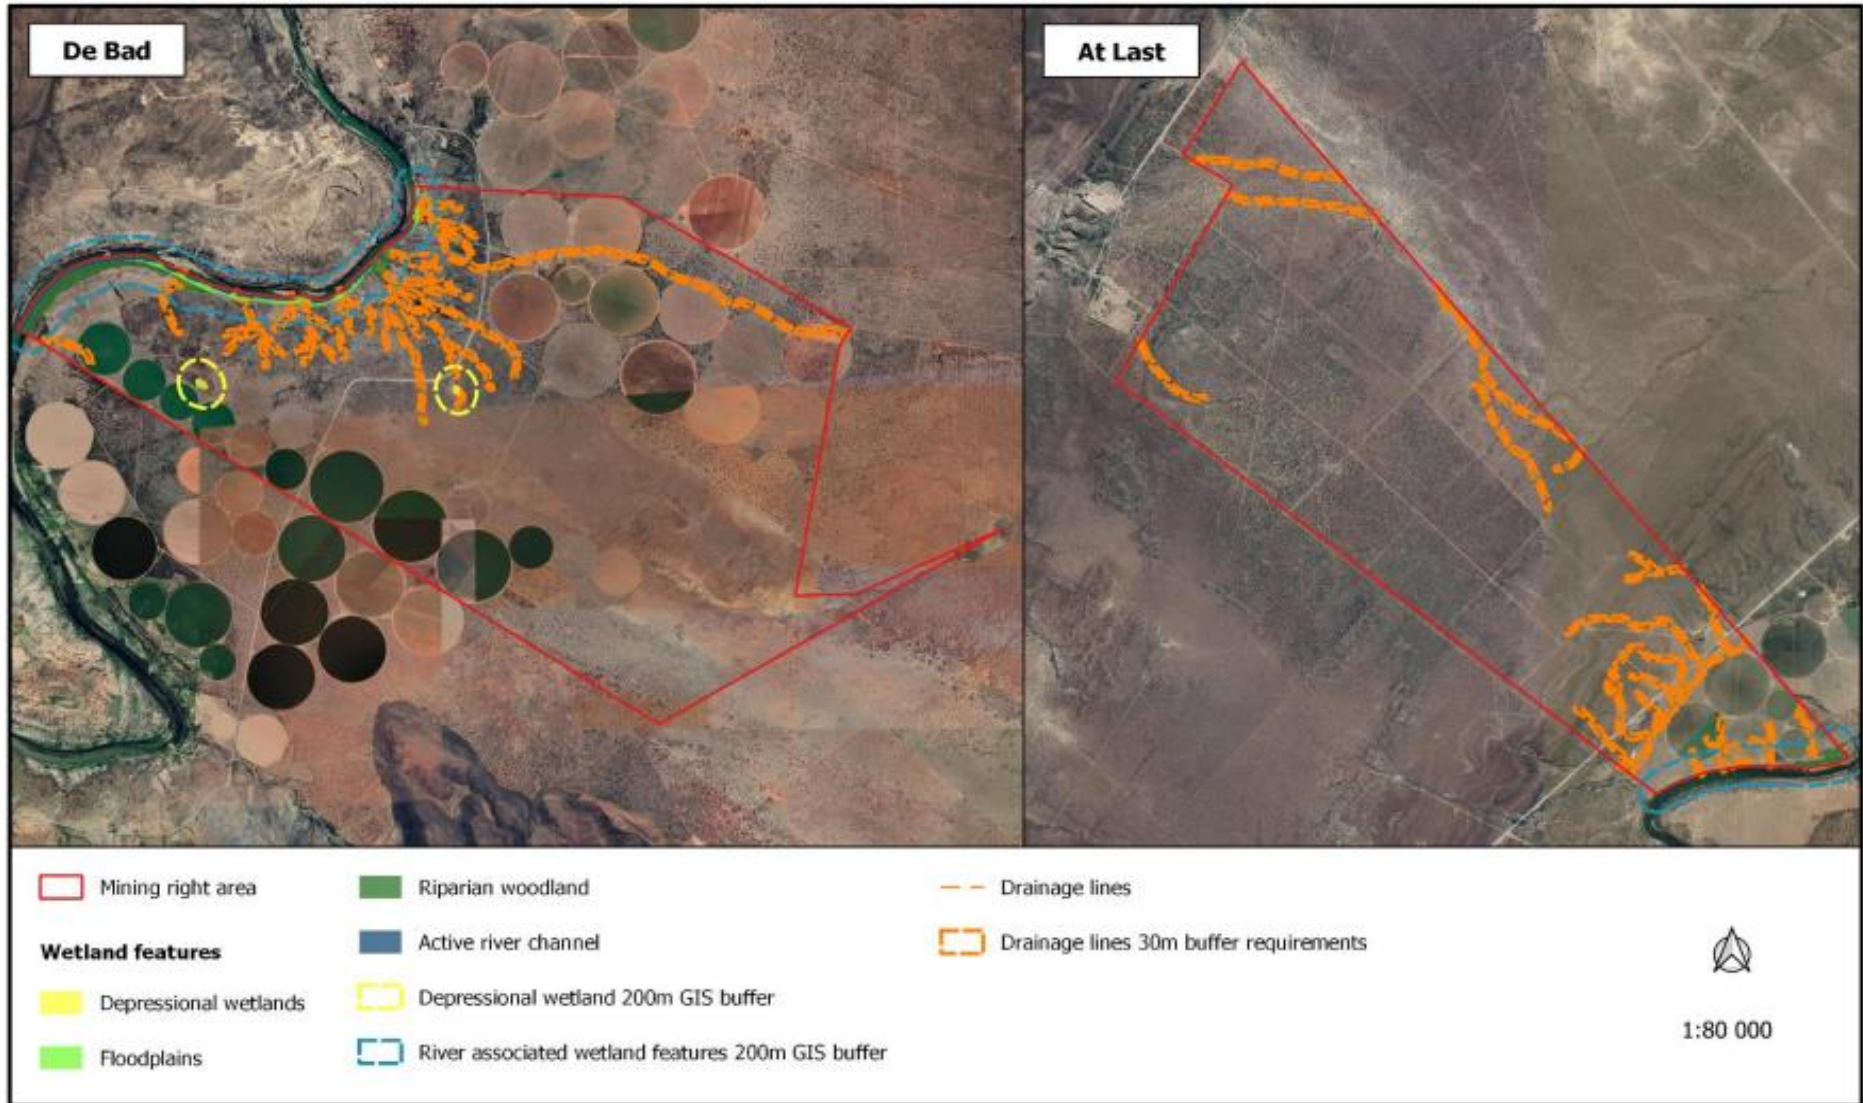 De Bad
At Last
Mining right area
Wetland features
Depressional wetlands
Floodplains
Riparian woodland
Active river channel
Depressional wetland 200m GIS buffer
River associated wetland features 200m GIS buffer
Drainage lines
Drainage lines 30m buffer requirements
1:80 000